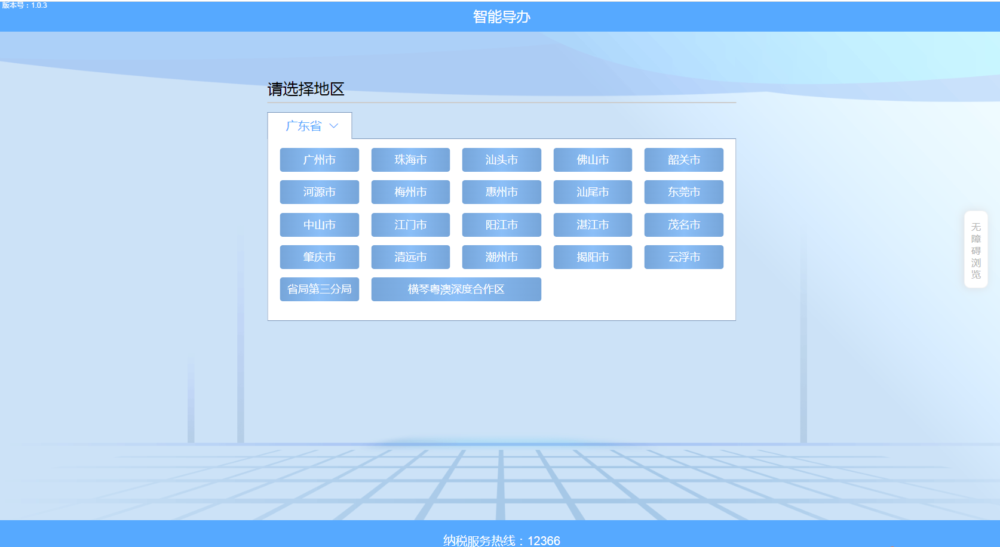 版本号：1.0.3
智能导办
请选择地区
广东省
广州市 珠海市 汕头市 佛山市 韶关市
河源市 梅州市 惠州市 汕尾市 东莞市
中山市 江门市 阳江市 湛江市 茂名市
肇庆市 清远市 潮州市 揭阳市 云浮市
省局第三分局 横琴粤澳深度合作区
无障碍浏览
纳税服务热线：12366